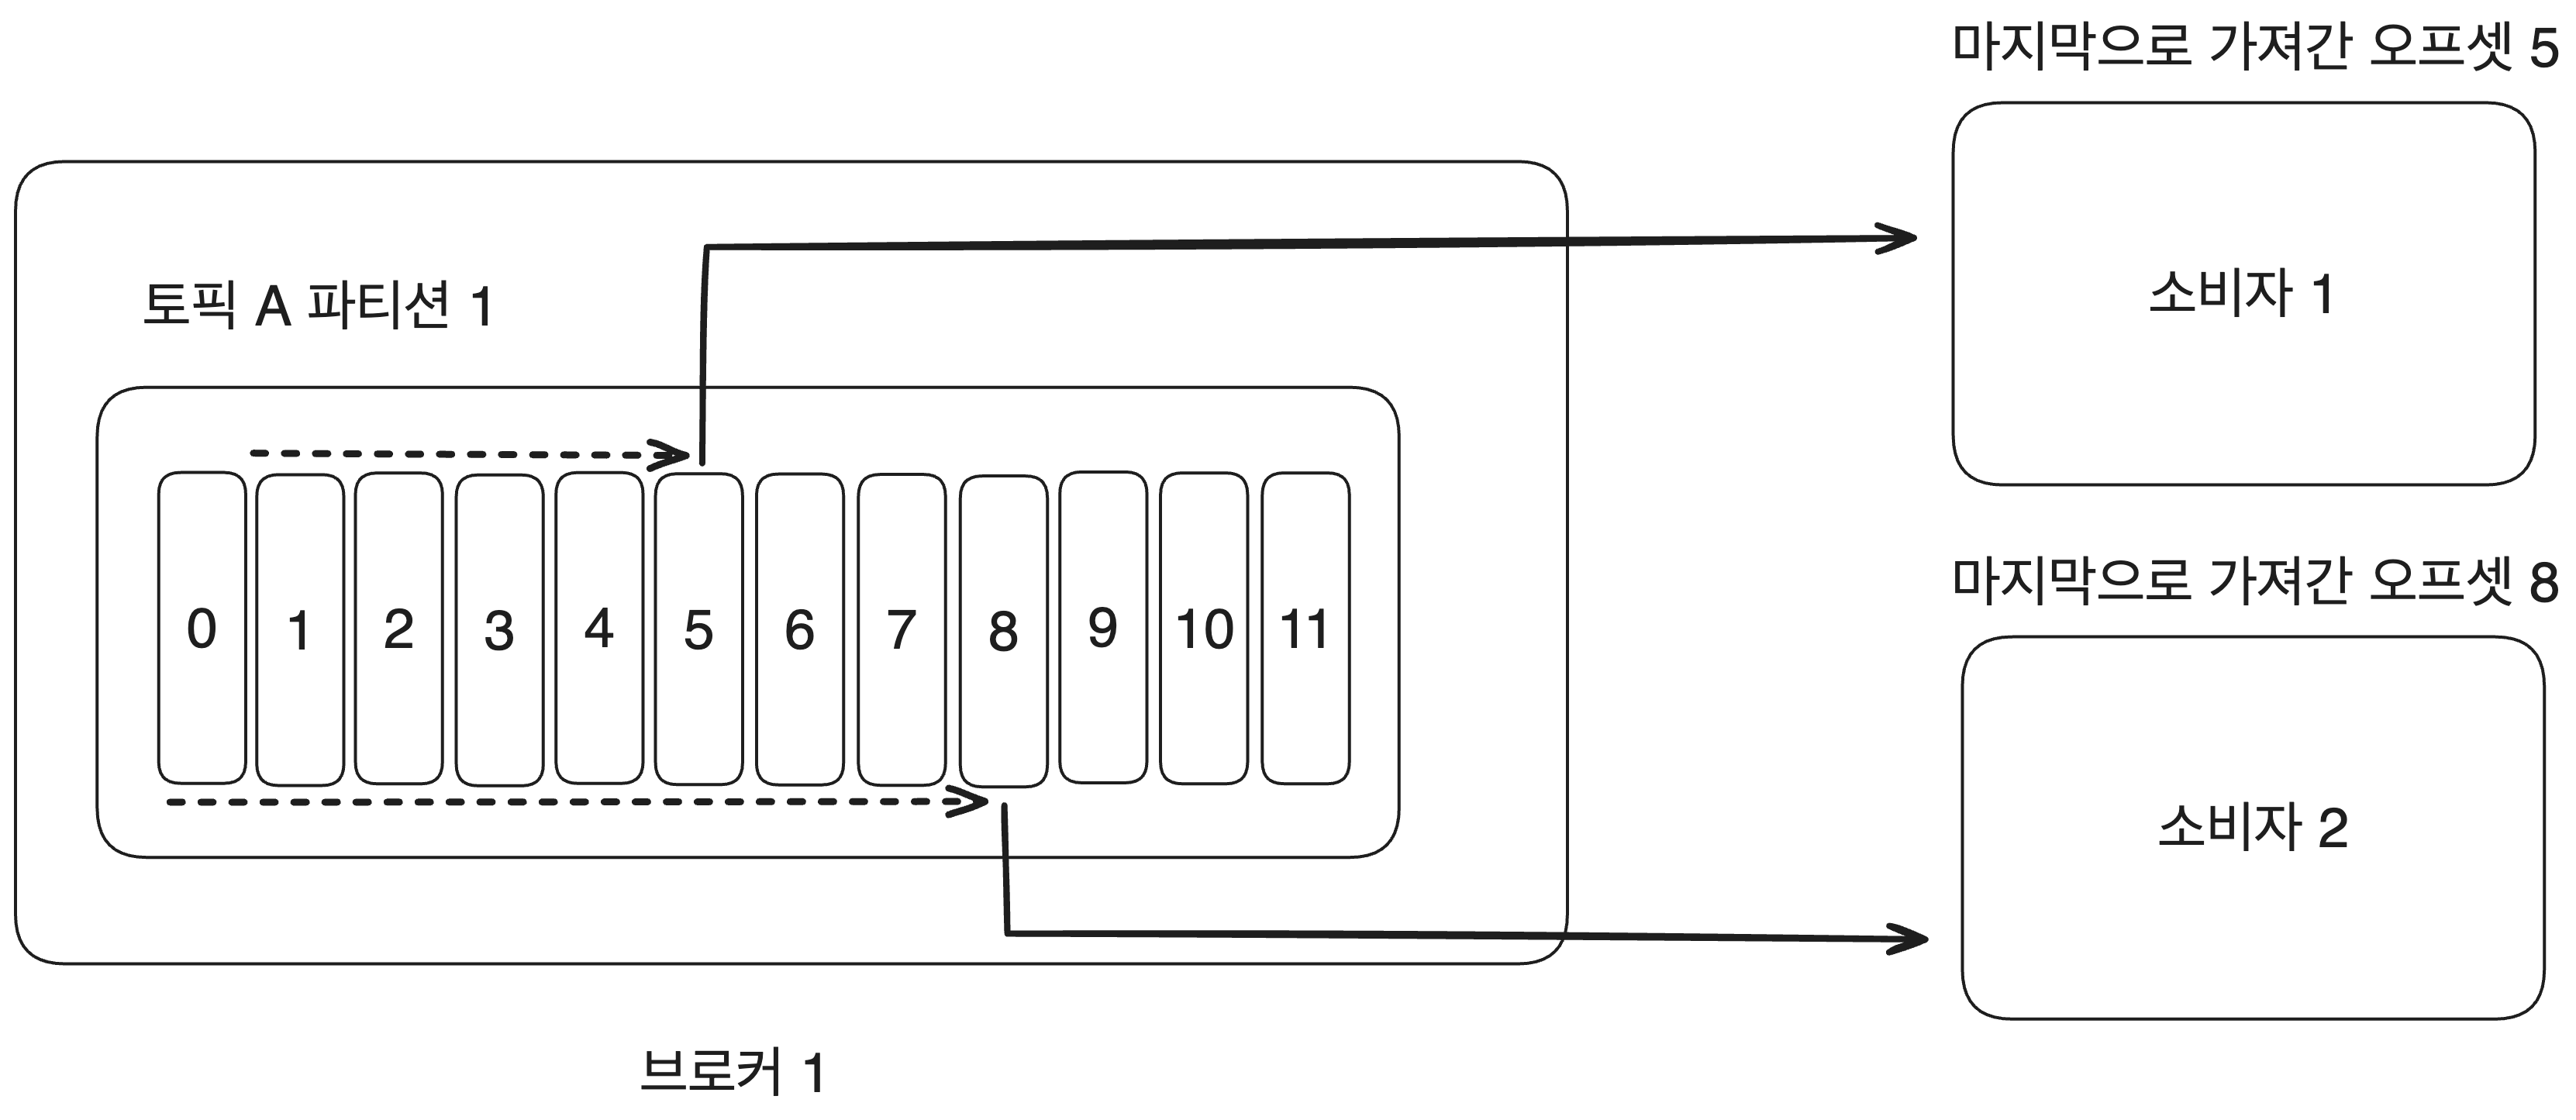 마지막으로 가져간 오프셋 5
소비자 1
토픽 A 파티션 1
0 1 2 3 4 5 6 7 8 9 10 11
마지막으로 가져간 오프셋 8
소비자 2
브로커 1